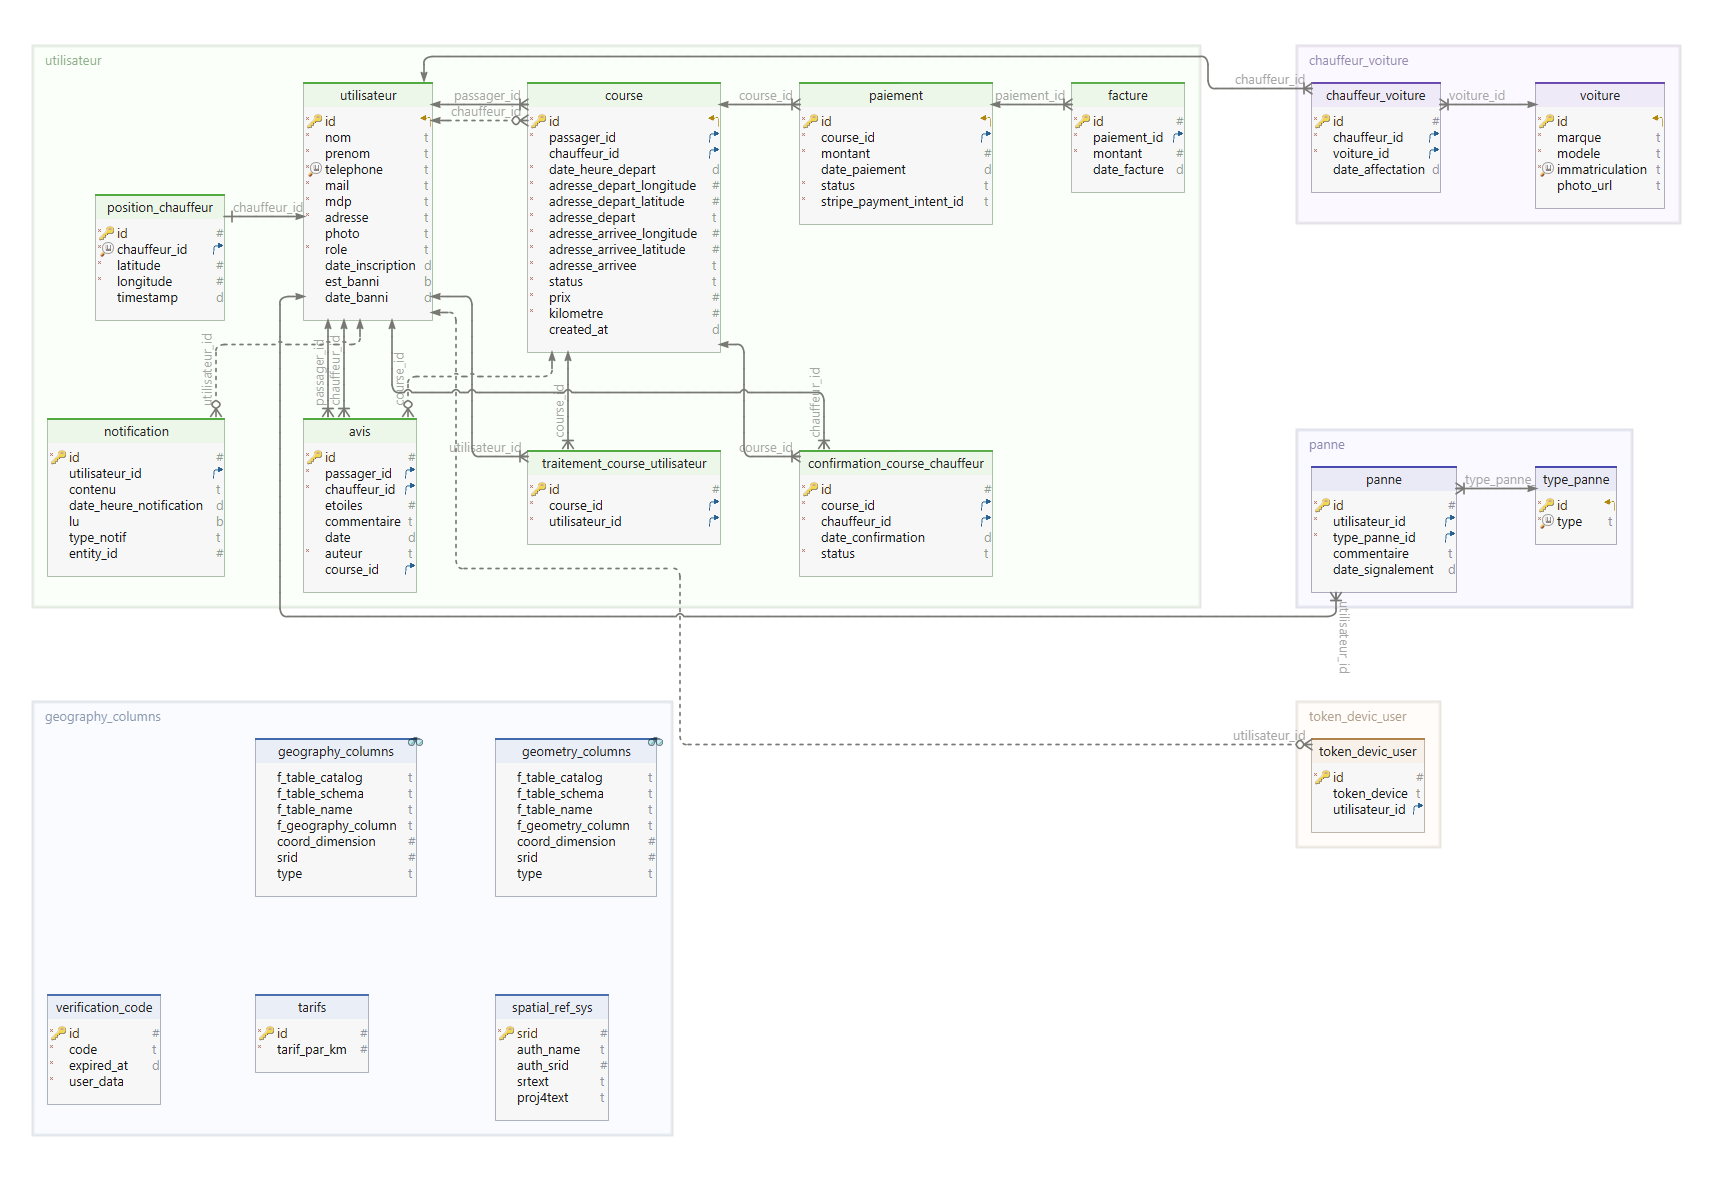 utilisateur
utilisateur
id
nom t
prenom t
telephone t
mail t
mdp t
adresse t
photo t
role t
date_inscription d
est_banni b
date_banni d
passager_id
chauffeur_id
course
id
passager_id
chauffeur_id
date_heure_depart d
adresse_depart_longitude #
adresse_depart_latitude #
adresse_depart t
adresse_arrivee_longitude #
adresse_arrivee_latitude #
adresse_arrivee t
status t
prix #
kilometre #
created_at d
course_id
paiement
id
course_id
montant #
date_paiement d
status t
stripe_payment_intent_id t
paiement_id
facture
id #
paiement_id
montant #
date_facture d
chauffeur_id
chauffeur_voiture
chauffeur_voiture
id #
chauffeur_id
voiture_id
date_affectation d
voiture_id
voiture
id
marque t
modele t
immatriculation t
photo_url t
position_chauffeur
id #
chauffeur_id
latitude #
longitude #
timestamp d
chauffeur_id
utilisateur_id
passager_id
chauffeur_id
course_id
course_id
chauffeur_id
utilisateur_id
course_id
notification
id #
utilisateur_id
contenu t
date_heure_notification d
lu b
type_notif t
entity_id #
avis
id #
passager_id
chauffeur_id
etoiles #
commentaire t
date d
auteur t
course_id
traitement_course_utilisateur
id #
course_id
utilisateur_id
confirmation_course_chauffeur
id #
course_id
chauffeur_id
date_confirmation d
status t
panne
panne
id #
utilisateur_id
type_panne_id
commentaire t
date_signalement d
type_panne
type_panne
id
type t
utilisateur_id
geography_columns
geography_columns
f_table_catalog t
f_table_schema t
f_table_name t
f_geography_column t
coord_dimension #
srid #
type t
geometry_columns
f_table_catalog t
f_table_schema t
f_table_name t
f_geometry_column t
coord_dimension #
srid #
type t
utilisateur_id
token_devic_user
token_devic_user
id #
token_device t
utilisateur_id
verification_code
id #
code t
expired_at d
user_data
tarifs
id #
tarif_par_km #
spatial_ref_sys
srid #
auth_name t
auth_srid #
srtext t
proj4text t